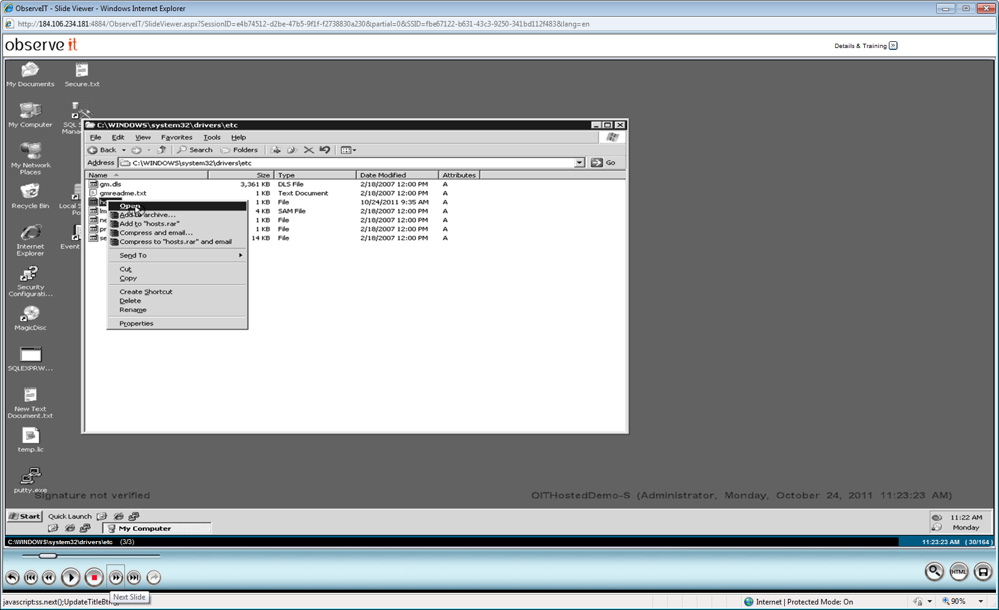 ObserveIT - Slide Viewer - Windows Internet Explorer
http://184.106.234.181:4884/ObserveIT/SlideViewer.aspx?SessionID=e4b74512-d2be-47b5-9f1f-f2738830a230&partial=0&SSID=fbe67122-b631-43c3-9250-341bd112f483&lang=en
observe it
Details & Training
My Documents
Secure.txt
My Computer
SQL S
Mana
My Network
Places
Recycle Bin
Local S
Po
Internet
Explorer
Event
Security
Configurati...
MagicDisc
SQLEXPRW...
New Text
Document.txt
temp.lic
putty.exe
C:\WINDOWS\system32\drivers\etc
File Edit View Favorites Tools Help
Back Search Folders
Address C:\WINDOWS\system32\drivers\etc Go
Name Size Type Date Modified Attributes
gm.dls 3,361 KB DLS File 2/18/2007 12:00 PM A
gmreadme.txt 1 KB Text Document 2/18/2007 12:00 PM A
ho 1 KB File 10/24/2011 9:35 AM A
lm 4 KB SAM File 2/18/2007 12:00 PM A
ne 1 KB File 2/18/2007 12:00 PM A
pr 1 KB File 2/18/2007 12:00 PM A
se 14 KB File 2/18/2007 12:00 PM A
Open
Add to archive...
Add to "hosts.rar"
Compress and email...
Compress to "hosts.rar" and email
Send To
Cut
Copy
Create Shortcut
Delete
Rename
Properties
Signature not verified
OITHostedDemo-S (Administrator, Monday, October 24, 2011 11:23:23 AM)
Start Quick Launch
My Computer
11:22 AM
Monday
C:\WINDOWS\system32\drivers\etc (3/3)
11:23:23 AM ( 30/164 )
HTML
Next Slide
javascript:ss.next();UpdateTitleBt
Internet | Protected Mode: On
90%